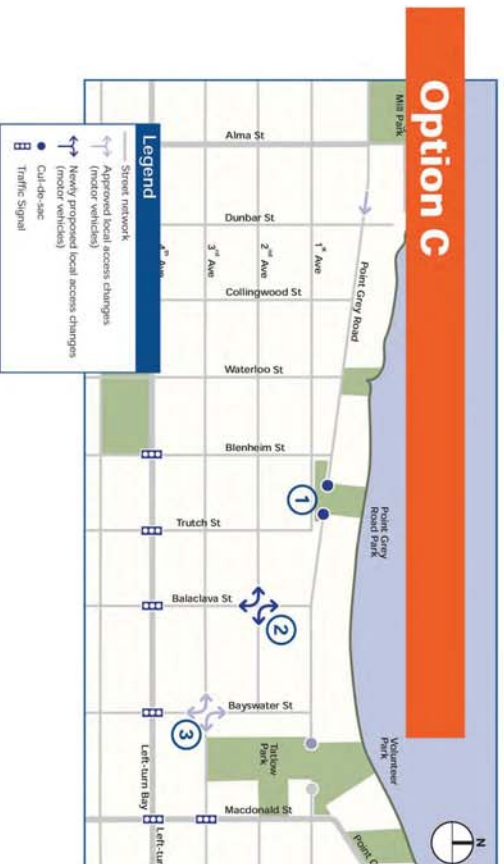 Option C
N
Mill Park
Point Grey
Road Park
Volunteer
Park
Point Grey Road
Alma St
Dunbar St
Collingwood St
Waterloo St
Blenheim St
Trutch St
Balaclava St
Bayswater St
Macdonald St
1st Ave
2nd Ave
3rd Ave
4th Ave
Tatlow
Park
1
2
3
Left-turn Bay
Legend
Street network
Approved local access changes
(motor vehicles)
Newly proposed local access changes
(motor vehicles)
Cul-de-sac
Traffic Signal